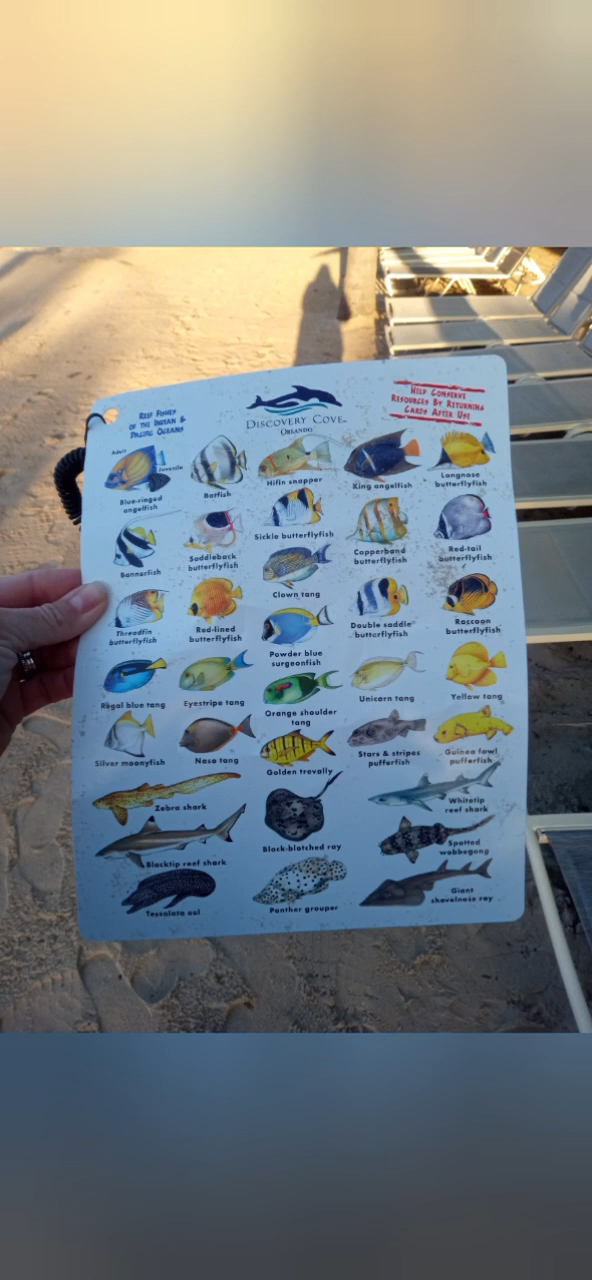 Reef Fishes
of the Indian &
Pacific Oceans
Discovery Cove
Orlando
Help Conserve
Resources By Returning
Cards After Use
Adult
Juvenile
Blue-ringed
angelfish
Batfish
Hifin snapper
King angelfish
Longnose
butterflyfish
Bannerfish
Saddleback
butterflyfish
Sickle butterflyfish
Copperband
butterflyfish
Red-tail
butterflyfish
Clown tang
Threadfin
butterflyfish
Red-lined
butterflyfish
Powder blue
surgeonfish
Double saddle
butterflyfish
Raccoon
butterflyfish
Regal blue tang
Eyestripe tang
Orange shoulder
tang
Unicorn tang
Yellow tang
Silver moonyfish
Naso tang
Golden trevally
Stars & stripes
pufferfish
Guinea fowl
pufferfish
Zebra shark
Black-blotched ray
Whitetip
reef shark
Blacktip reef shark
Spotted
wobbegong
Tessalata eel
Panther grouper
Giant
shovelnose ray